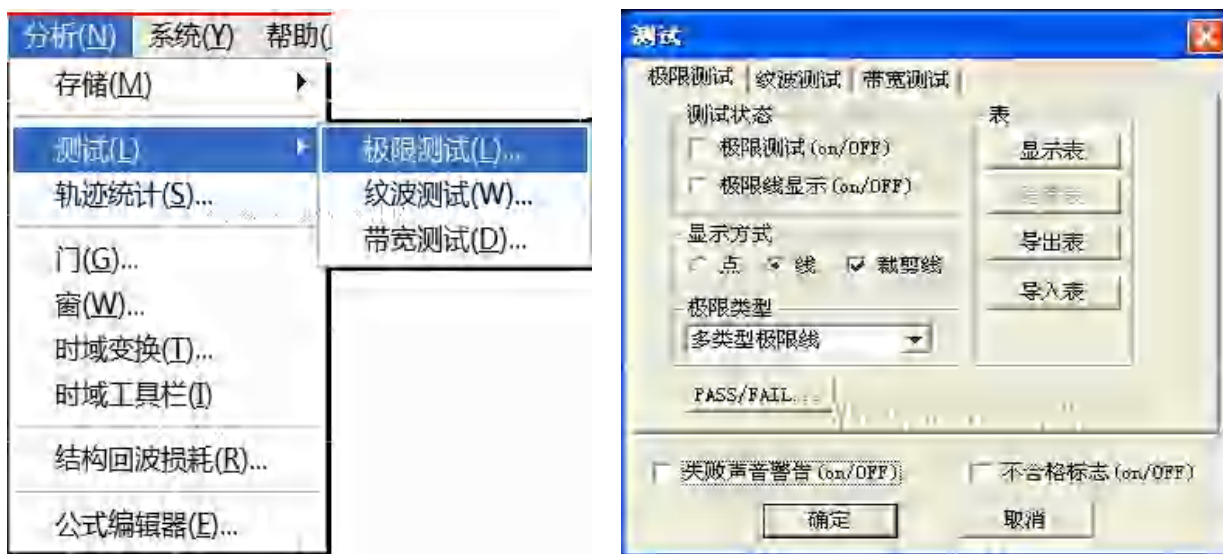 分析(N) 系统(Y) 帮助(
存储(M)
测试(L)
轨迹统计(S)...
门(G)...
窗(W)...
时域变换(T)...
时域工具栏(I)
结构回波损耗(R)...
公式编辑器(E)...
极限测试(L)...
纹波测试(W)...
带宽测试(D)...
测试
极限测试 纹波测试 带宽测试
测试状态
极限测试(on/OFF)
极限线显示(on/OFF)
显示方式
点 线 裁剪线
极限类型
多类型极限线
PASS/FAIL...
表
显示表
导出表
导入表
失败声音警告(on/OFF) 不合格标志(on/OFF)
确定 取消